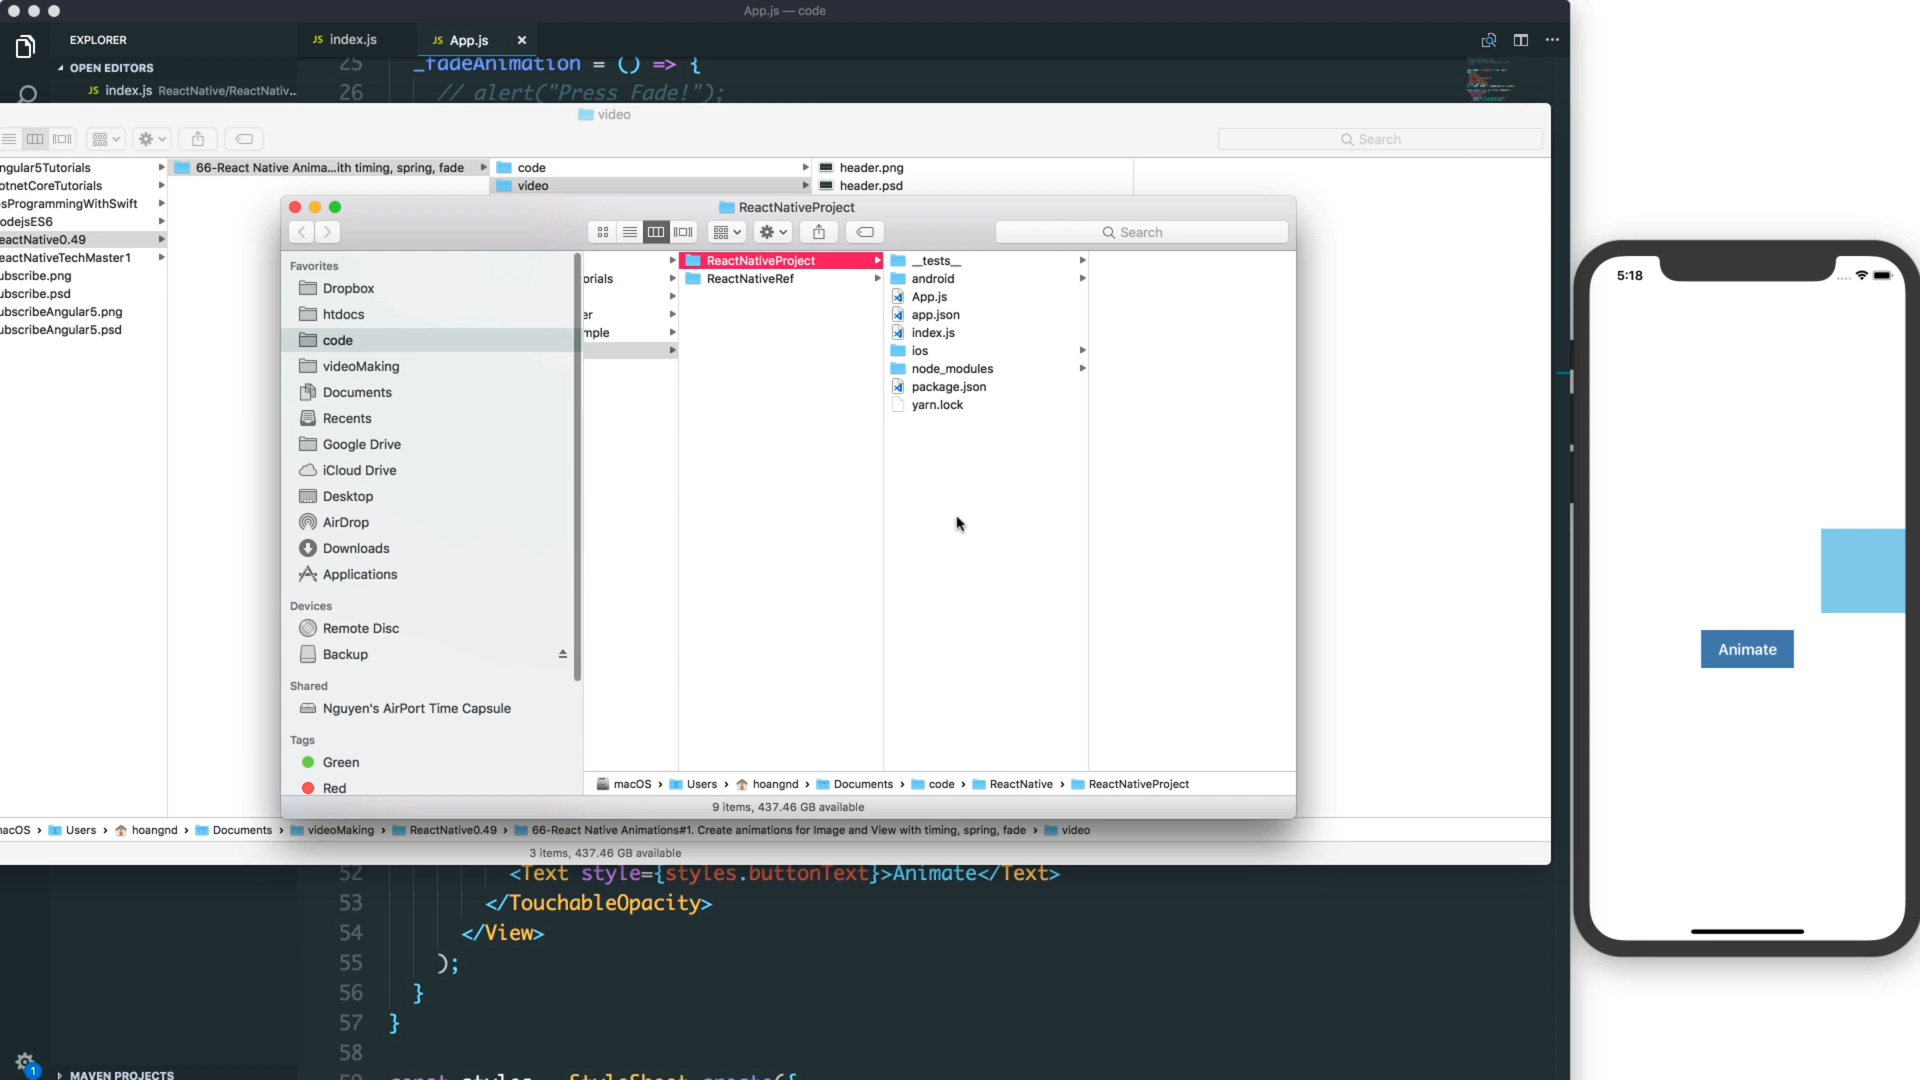 App.js — code
EXPLORER
JS index.js
JS App.js
OPEN EDITORS
JS index.js ReactNative/ReactNativ...
25 _fadeAnimation = () => {
26 // alert("Press Fade!");
video
Search
ngular5Tutorials
otnetCoreTutorials
sProgrammingWithSwift
odejsES6
eactNative0.49
eactNativeTechMaster1
ubscribe.png
ubscribe.psd
ubscribeAngular5.png
ubscribeAngular5.psd
66-React Native Anima...ith timing, spring, fade
code
video
header.png
header.psd
ReactNativeProject
Search
Favorites
Dropbox
htdocs
code
videoMaking
Documents
Recents
Google Drive
iCloud Drive
Desktop
AirDrop
Downloads
Applications
Devices
Remote Disc
Backup
Shared
Nguyen's AirPort Time Capsule
Tags
Green
Red
orials
er
mple
ReactNativeProject
ReactNativeRef
__tests__
android
App.js
app.json
index.js
ios
node_modules
package.json
yarn.lock
macOS › Users › hoangnd › Documents › code › ReactNative › ReactNativeProject
9 items, 437.46 GB available
acOS › Users › hoangnd › Documents › videoMaking › ReactNative0.49 › 66-React Native Animations#1. Create animations for Image and View with timing, spring, fade › video
3 items, 437.46 GB available
52 <Text style={styles.buttonText}>Animate</Text>
53 </TouchableOpacity>
54 </View>
55 );
56 }
57 }
58
59 const styles = StyleSheet.create({
1
MAVEN PROJECTS
5:18
Animate